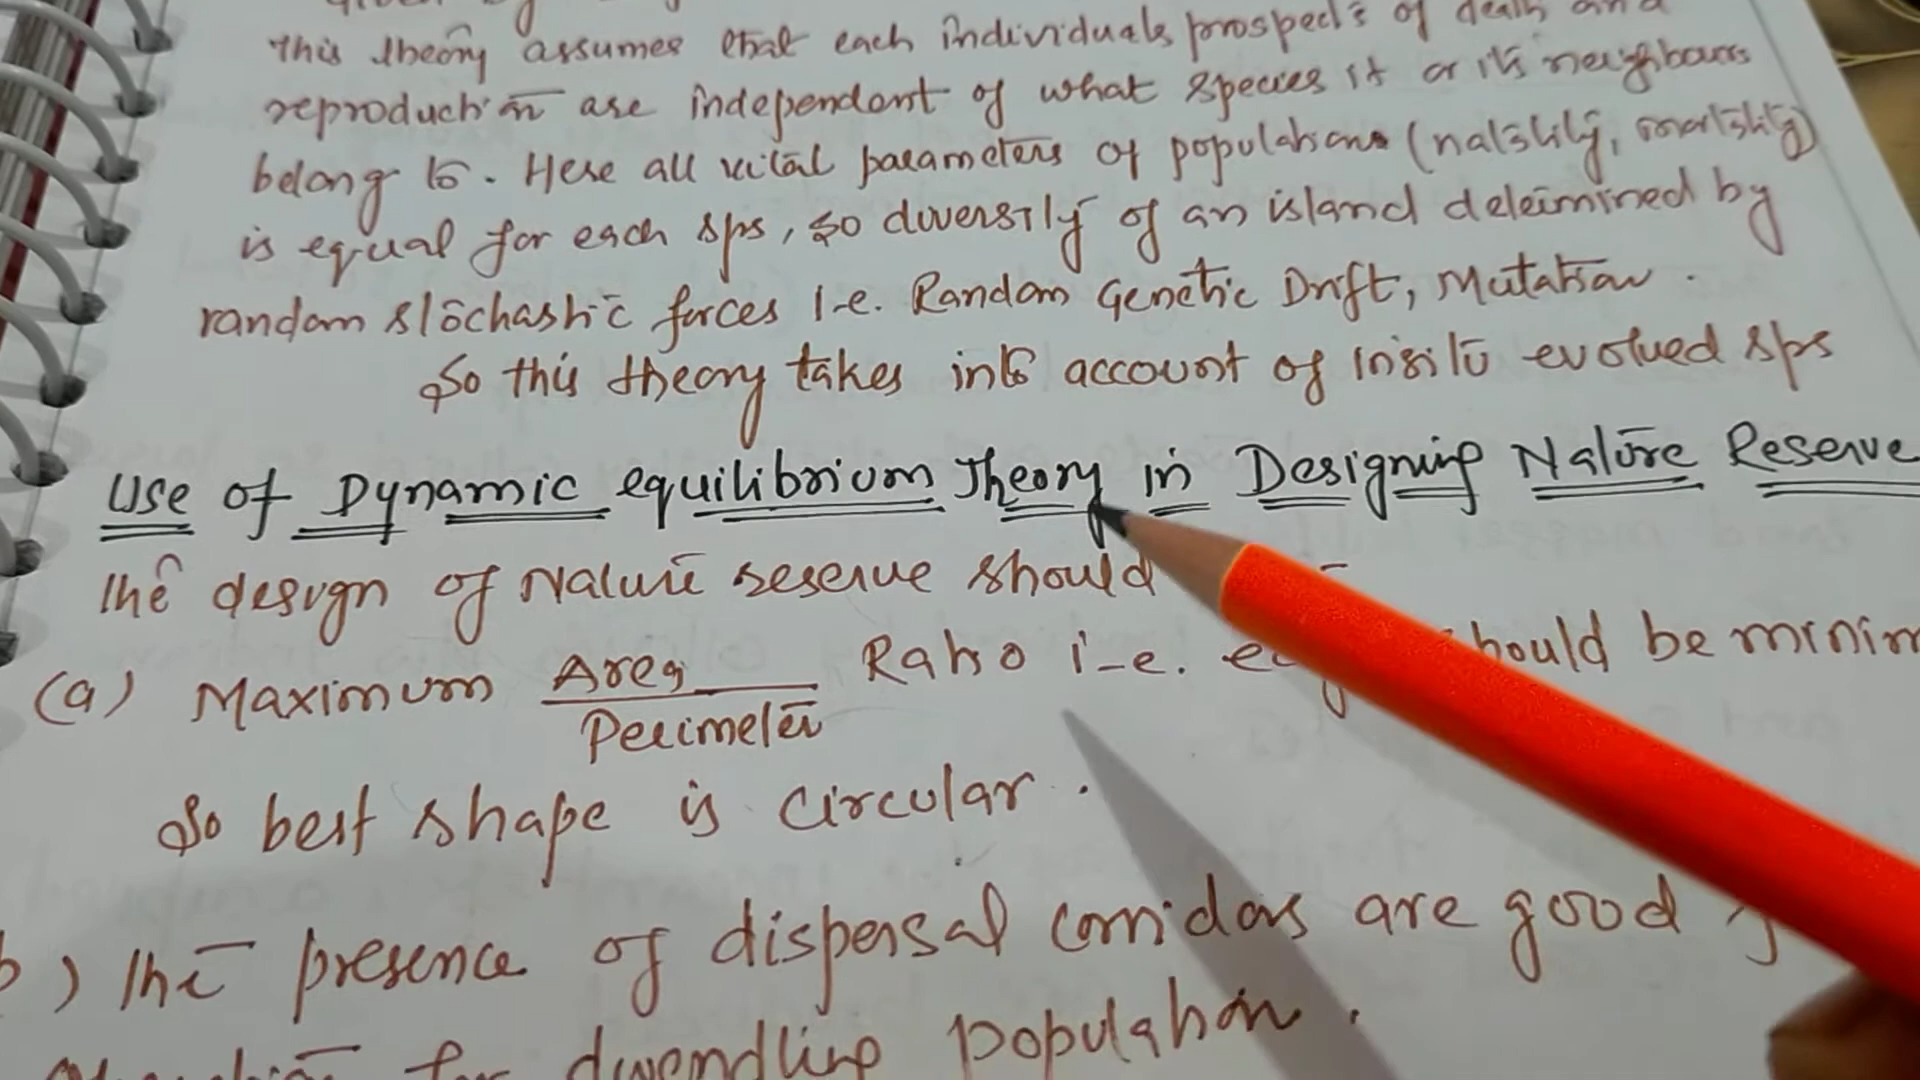 this theory assumes that each individuals prospects of death and
reproduction are independent of what species it or its neighbours
belong to. Here all vital parameters of populations (natality, mortality)
is equal for each sps, so diversity of an island determined by
random stochastic forces i.e. Random Genetic Drift, Mutation.
So this theory takes into account of insitu evolved sps
Use of Dynamic equilibrium Theory in Designing Nature Reserve
The design of Nature reserve should
(a) Maximum Area / Perimeter Ratio i.e. should be
So best shape is circular.
) The presence of dispersal corridors are good
for dwendling population.